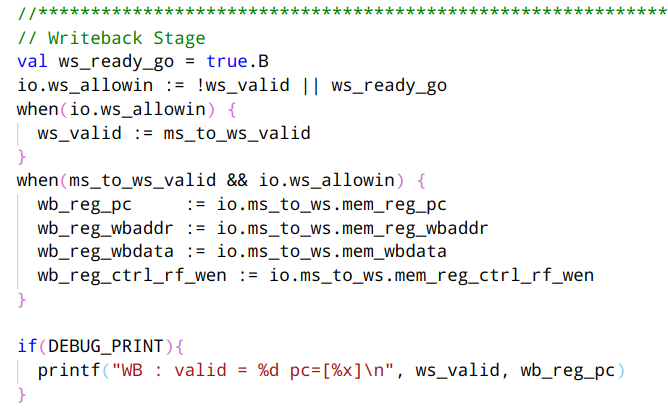 //************************************************************
// Writeback Stage
val ws_ready_go = true.B
io.ws_allowin := !ws_valid || ws_ready_go
when(io.ws_allowin) {
  ws_valid := ms_to_ws_valid
}
when(ms_to_ws_valid && io.ws_allowin) {
  wb_reg_pc     := io.ms_to_ws.mem_reg_pc
  wb_reg_wbaddr := io.ms_to_ws.mem_reg_wbaddr
  wb_reg_wbdata := io.ms_to_ws.mem_wbdata
  wb_reg_ctrl_rf_wen := io.ms_to_ws.mem_reg_ctrl_rf_wen
}
if(DEBUG_PRINT){
  printf("WB : valid = %d pc=[%x]\n", ws_valid, wb_reg_pc)
}